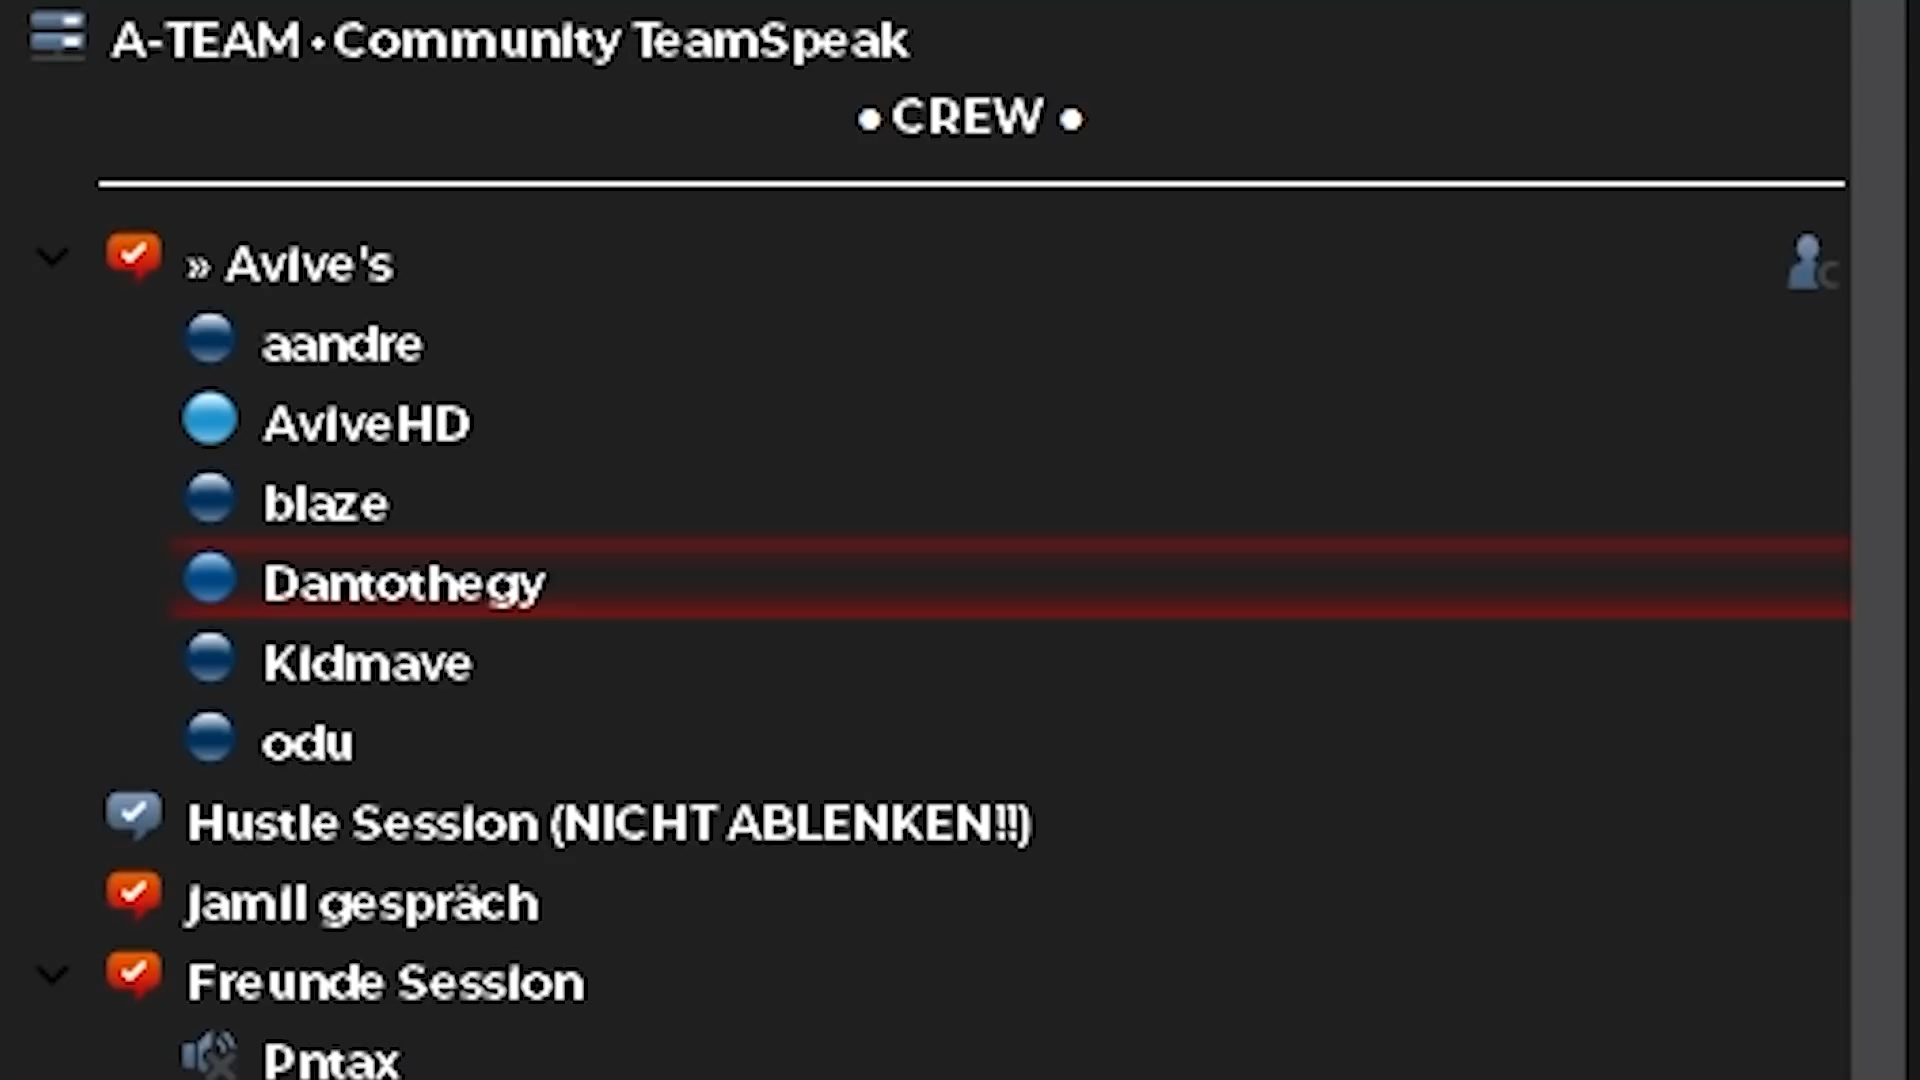 A-TEAM • Community TeamSpeak
● CREW ●
» Avive's
aandre
AviveHD
blaze
Dantothegy
Kidmave
odu
Hustle Session (NICHT ABLENKEN!!)
Jamil gespräch
Freunde Session
Pntax